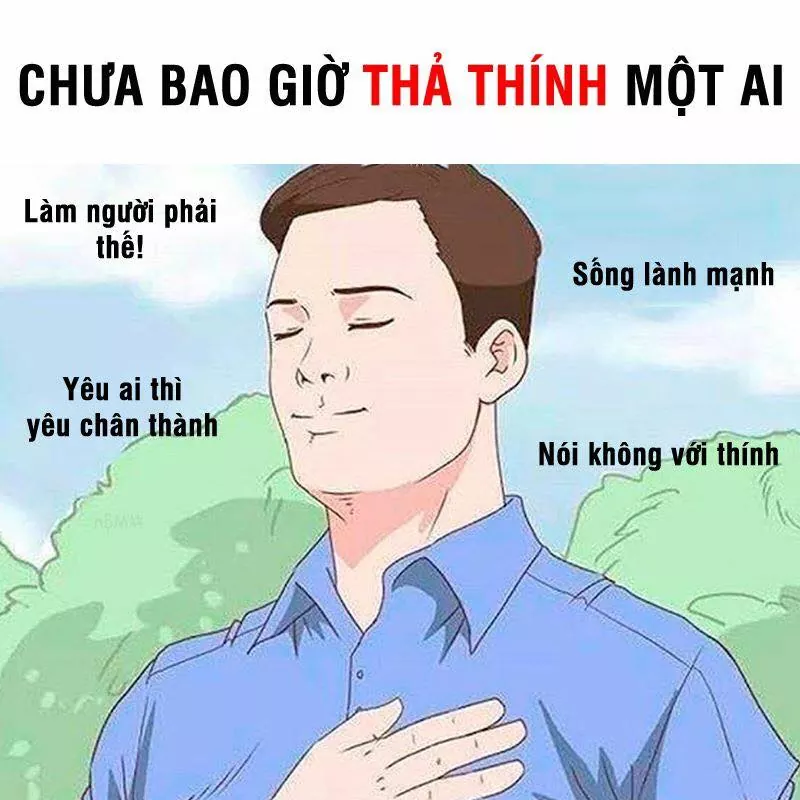 CHƯA BAO GIỜ THẢ THÍNH MỘT AI
Làm người phải
thế!
Sống lành mạnh
Yêu ai thì
yêu chân thành
Nói không với thính